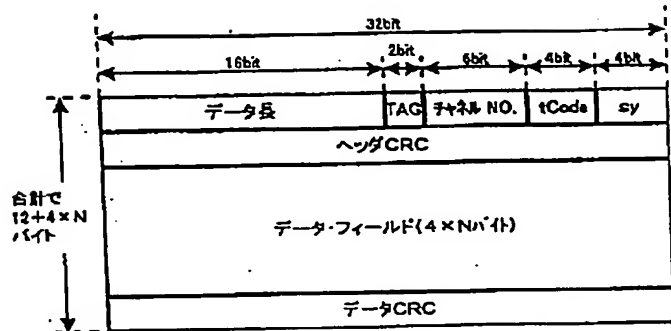 32bit
16bit
2bit
6bit
4bit
4bit
データ長
TAG
チャネル NO.
tCode
sy
ヘッダCRC
合計で
12+4×N
バイト
データ・フィールド(4×Nバイト)
データCRC